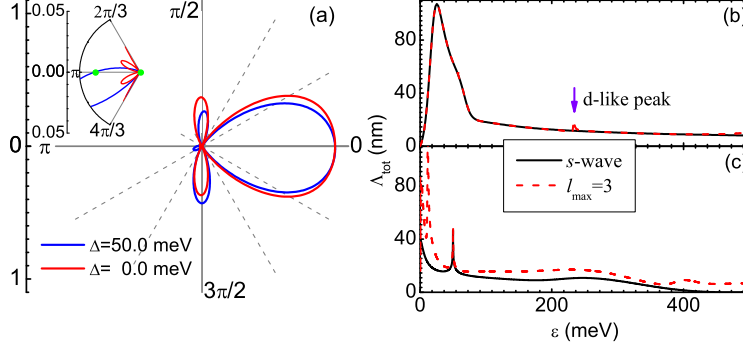 (a)
1
0
1
π/2
π
0
3π/2
0.05
0.00
0.05
2π/3
π
4π/3
Δ=50.0 meV
Δ= 0.0 meV
(b)
80
40
0
d-like peak
Λtot (nm)
(c)
80
40
0
s-wave
lmax=3
0
200
400
ε (meV)